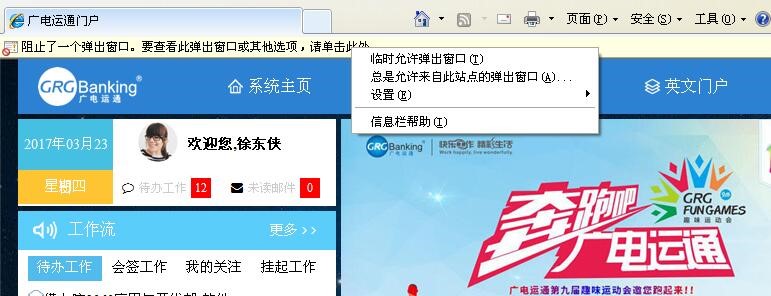 广电运通门户
页面(P)
安全(S)
工具(O)
阻止了一个弹出窗口。要查看此弹出窗口或其他选项，请单击此处
临时允许弹出窗口(T)
总是允许来自此站点的弹出窗口(A)...
设置(E)
信息栏帮助(I)
GRGBanking®
广电运通
系统主页
英文门户
2017年03月23
星期四
欢迎您,徐东侠
待办工作 12
未读邮件 0
工作流
更多 >>
待办工作
会签工作
我的关注
挂起工作
GRGBanking®
广电运通
快乐工作 精彩生活
Work happily, live wonderfully.
奔跑吧
广电运通
9th
GRG
FUN GAMES
趣味运动会
广电运通第九届趣味运动会邀您跑起来!!